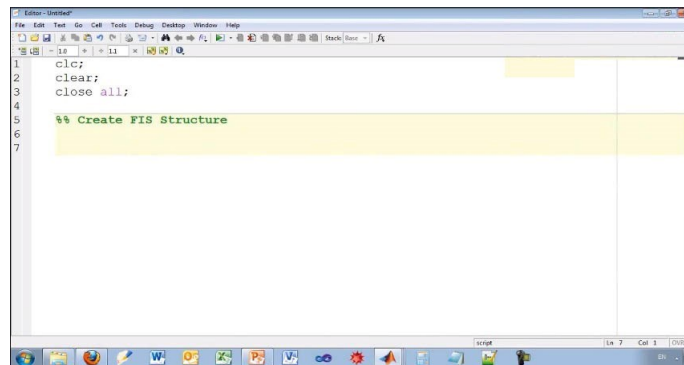 Editor - Untitled*
File Edit Text Go Cell Tools Debug Desktop Window Help
Stack: Base fx
- 1.0 + ÷ 1.1 ×
1 clc;
2 clear;
3 close all;
4
5 %% Create FIS Structure
6
7
script Ln 7 Col 1 OVR
EN